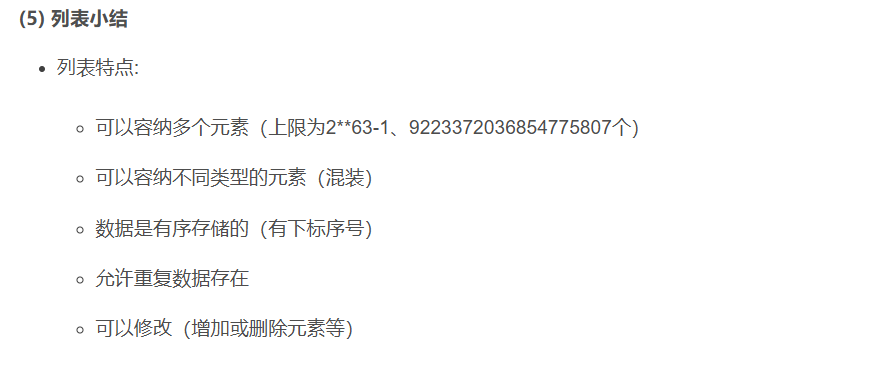 (5) 列表小结
列表特点:
可以容纳多个元素（上限为2**63-1、9223372036854775807个）
可以容纳不同类型的元素（混装）
数据是有序存储的（有下标序号）
允许重复数据存在
可以修改（增加或删除元素等）